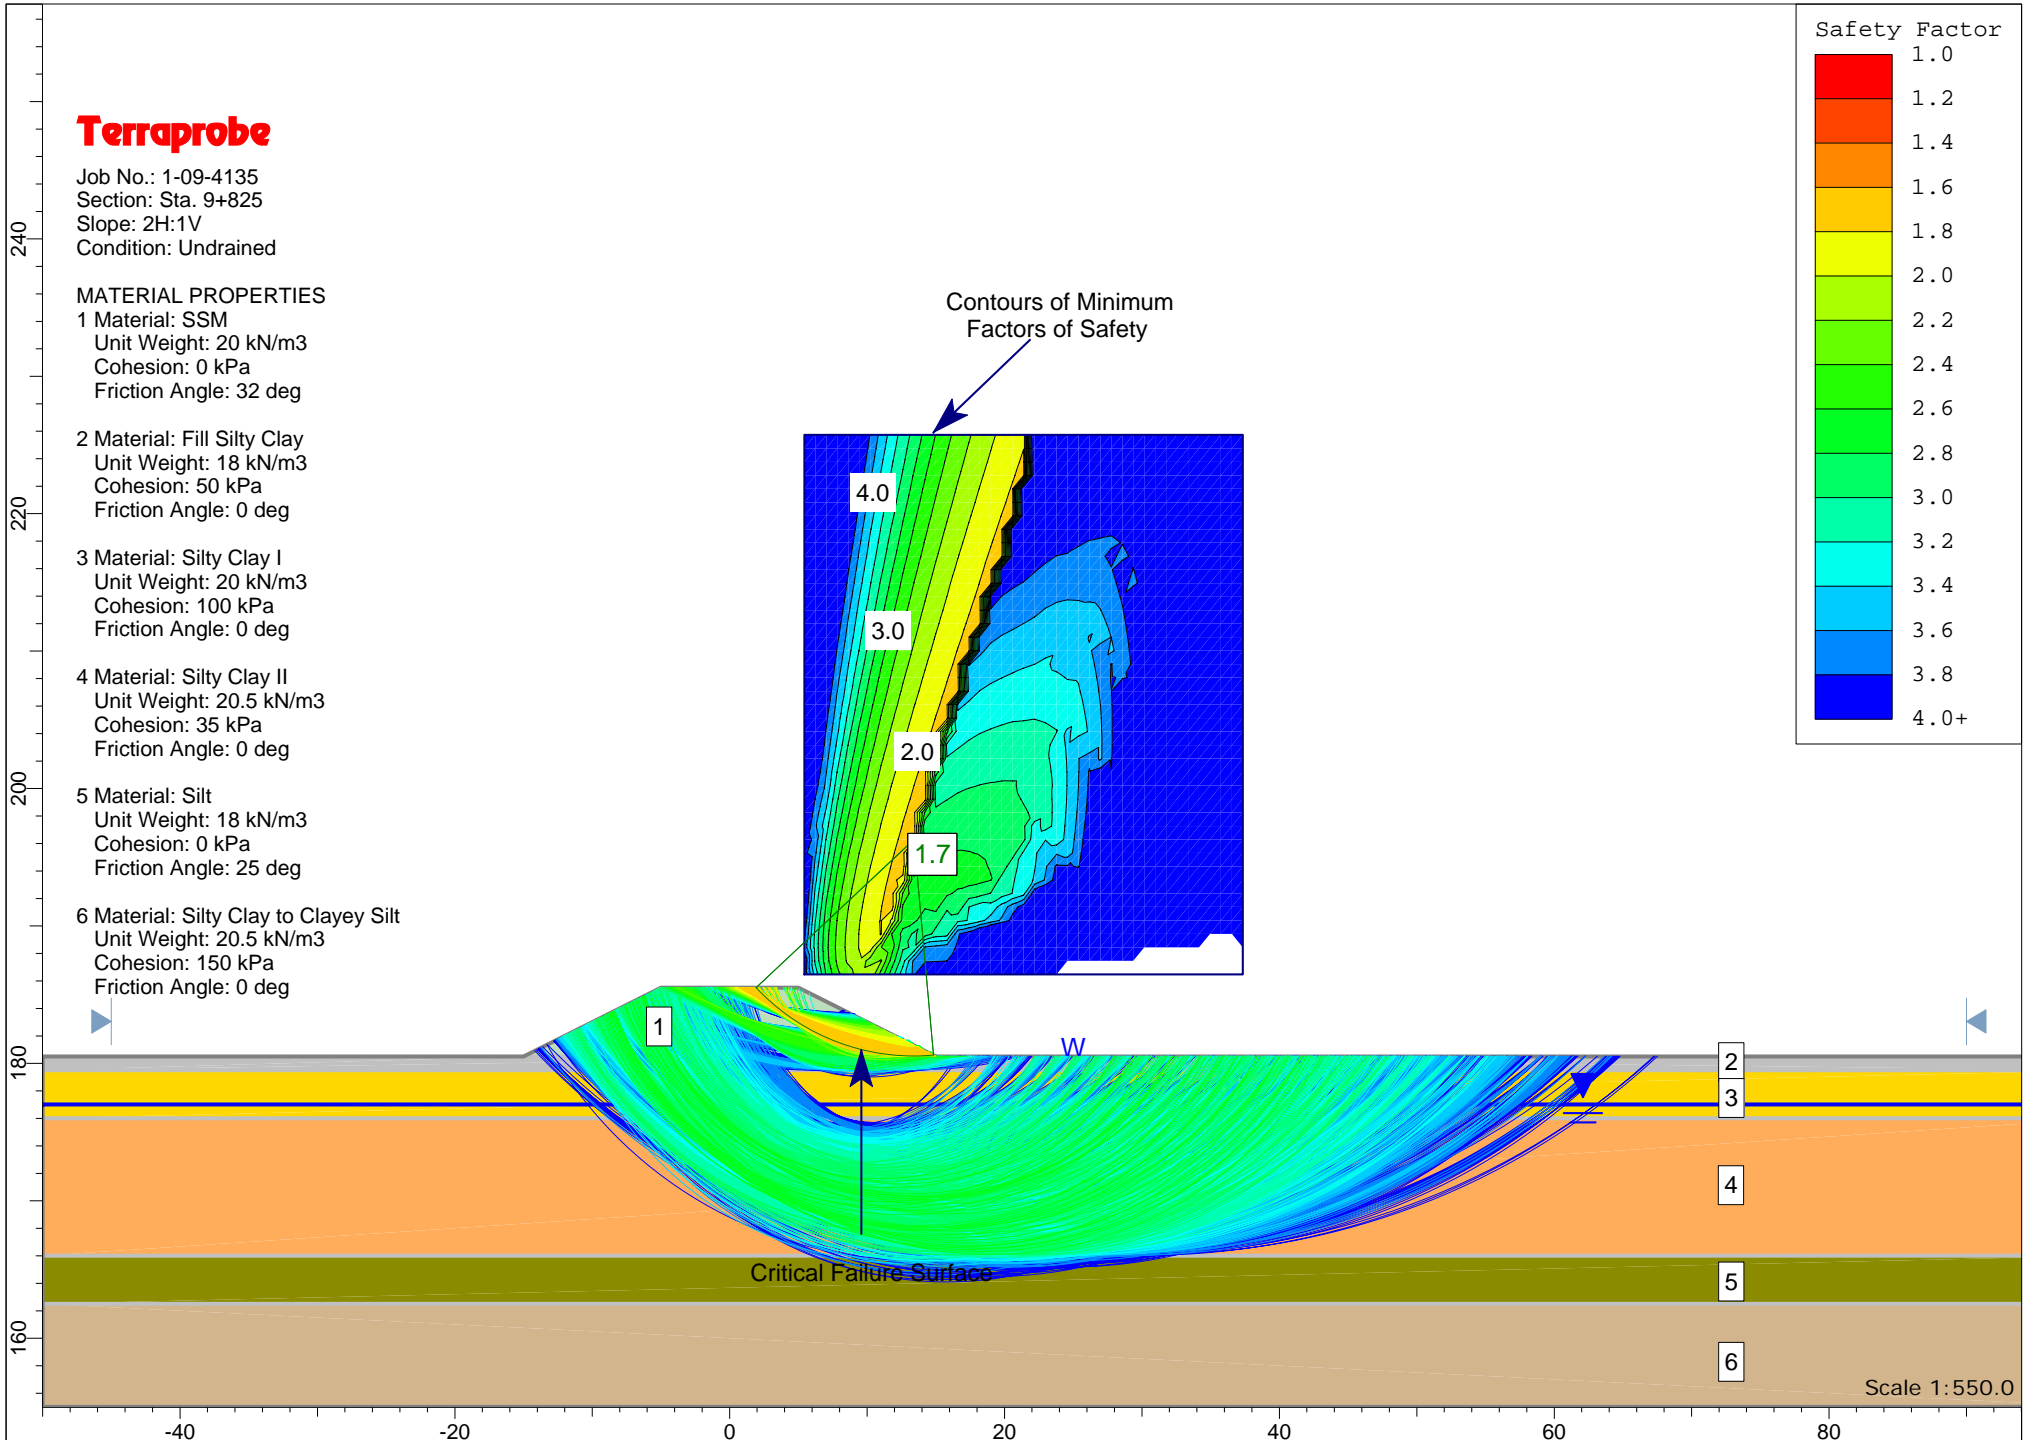 Terraprobe
Job No.: 1-09-4135
Section: Sta. 9+825
Slope: 2H:1V
Condition: Undrained
MATERIAL PROPERTIES
1 Material: SSM
Unit Weight: 20 kN/m3
Cohesion: 0 kPa
Friction Angle: 32 deg
2 Material: Fill Silty Clay
Unit Weight: 18 kN/m3
Cohesion: 50 kPa
Friction Angle: 0 deg
3 Material: Silty Clay I
Unit Weight: 20 kN/m3
Cohesion: 100 kPa
Friction Angle: 0 deg
4 Material: Silty Clay II
Unit Weight: 20.5 kN/m3
Cohesion: 35 kPa
Friction Angle: 0 deg
5 Material: Silt
Unit Weight: 18 kN/m3
Cohesion: 0 kPa
Friction Angle: 25 deg
6 Material: Silty Clay to Clayey Silt
Unit Weight: 20.5 kN/m3
Cohesion: 150 kPa
Friction Angle: 0 deg
Contours of Minimum
Factors of Safety
4.0
3.0
2.0
1.7
Safety Factor
1.0
1.2
1.4
1.6
1.8
2.0
2.2
2.4
2.6
2.8
3.0
3.2
3.4
3.6
3.8
4.0+
1
W
2
3
4
5
6
Critical Failure Surface
Scale 1:550.0
240
220
200
180
160
-40
-20
0
20
40
60
80